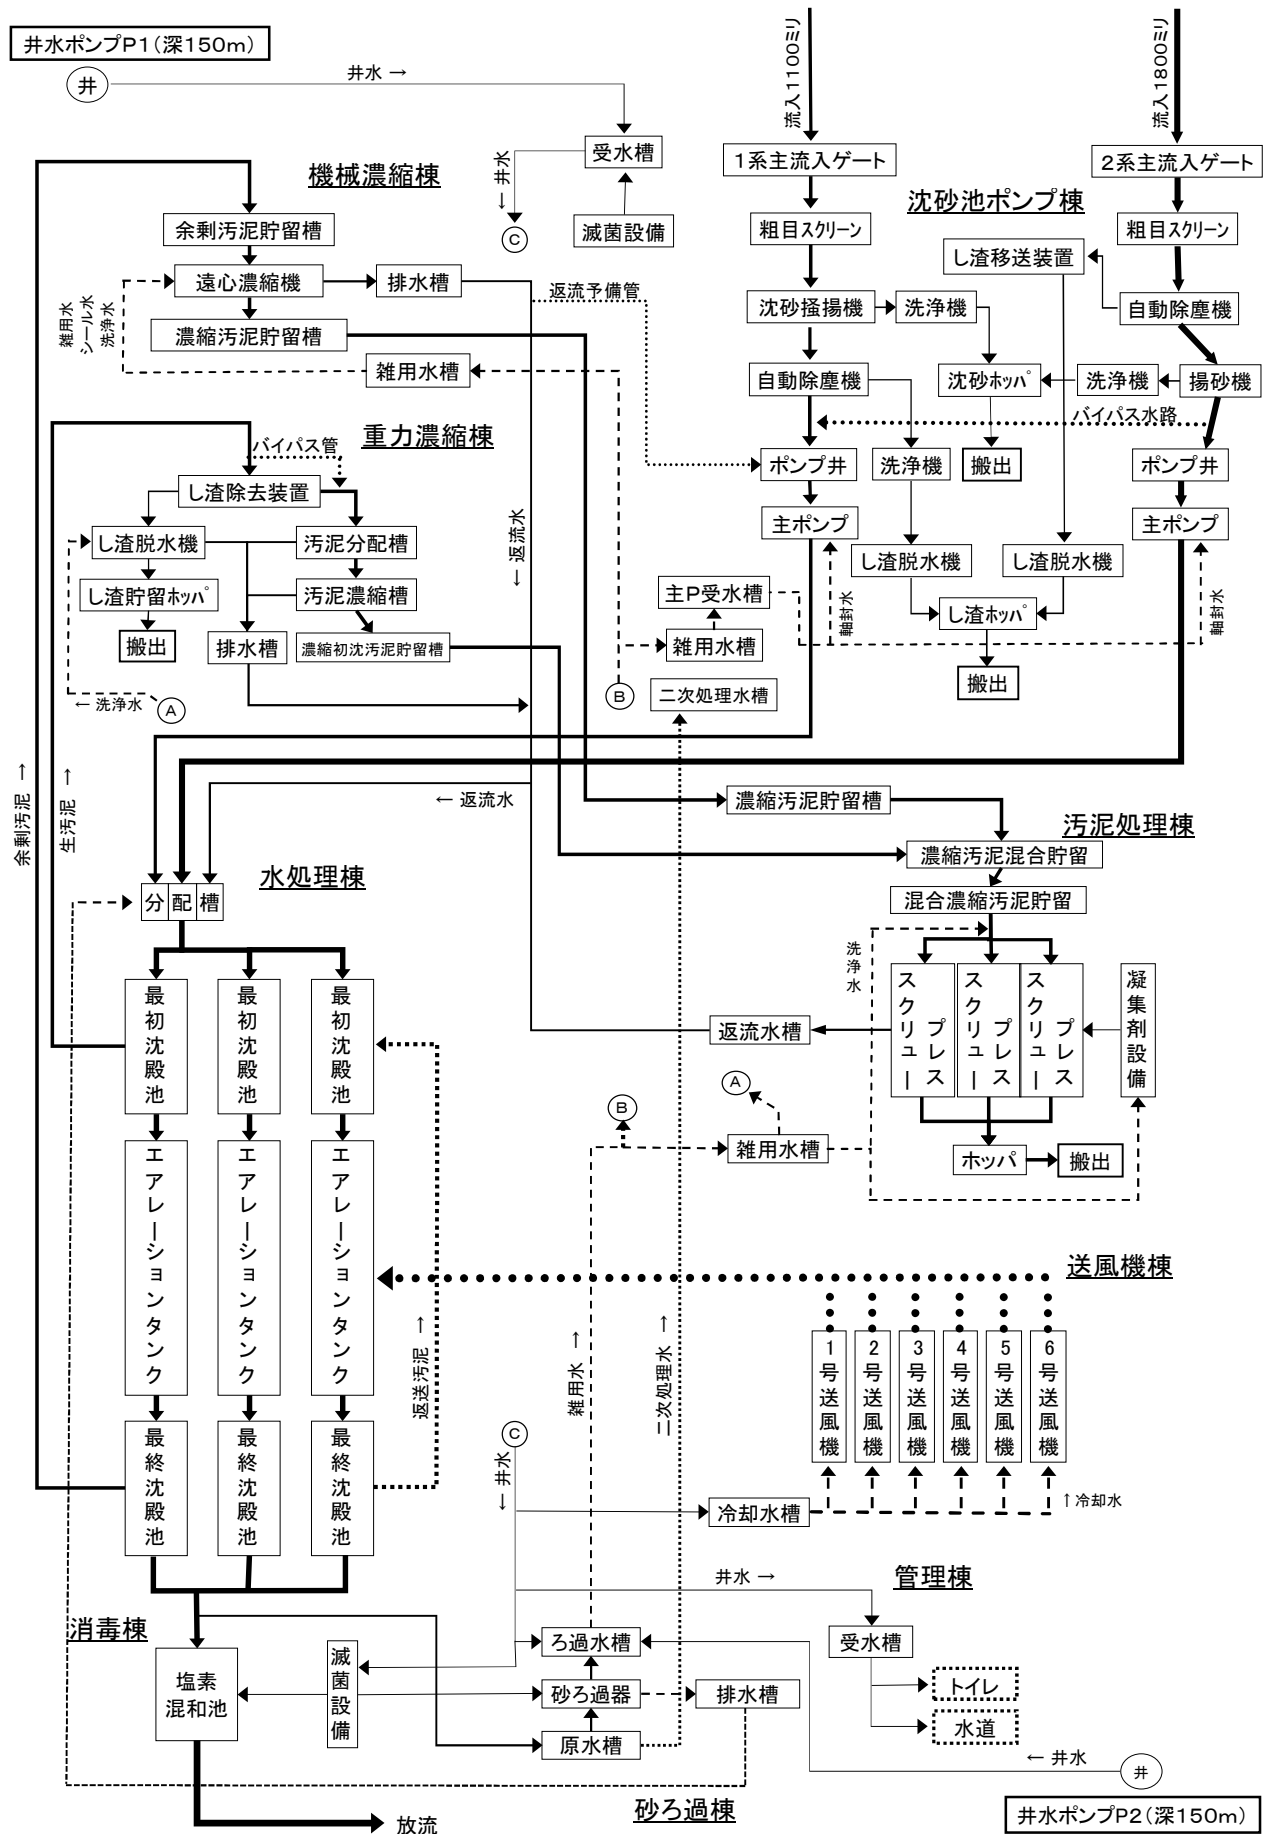 井水ポンプP1(深150m)
井
井水 →
流入1100ミリ
流入1800ミリ
受水槽
← 井水
C
滅菌設備
機械濃縮棟
余剰汚泥貯留槽
遠心濃縮機
排水槽
濃縮汚泥貯留槽
雑用水
シール水
洗浄水
雑用水槽
返流予備管
1系主流入ゲート
2系主流入ゲート
沈砂池ポンプ棟
粗目スクリーン
粗目スクリーン
し渣移送装置
沈砂掻揚機
洗浄機
自動除塵機
自動除塵機
沈砂ホッパ
洗浄機
揚砂機
バイパス水路
ポンプ井
洗浄機
搬出
ポンプ井
主ポンプ
主ポンプ
し渣脱水機
し渣脱水機
主P受水槽
軸封水
軸封水
し渣ホッパ
雑用水槽
搬出
B
二次処理水槽
重力濃縮棟
バイパス管
し渣除去装置
し渣脱水機
汚泥分配槽
← 返流水
し渣貯留ホッパ
汚泥濃縮槽
搬出
排水槽
濃縮初沈汚泥貯留槽
← 洗浄水
A
余剰汚泥 →
生汚泥 →
← 返流水
濃縮汚泥貯留槽
汚泥処理棟
濃縮汚泥混合貯留
混合濃縮汚泥貯留
水処理棟
分配槽
洗浄水
最初沈殿池
最初沈殿池
最初沈殿池
スクリュープレス
スクリュープレス
スクリュープレス
凝集剤設備
返流水槽
A
B
雑用水槽
ホッパ
搬出
エアレーションタンク
エアレーションタンク
エアレーションタンク
送風機棟
返送汚泥 →
雑用水 →
二次処理水 →
1号送風機
2号送風機
3号送風機
4号送風機
5号送風機
6号送風機
最終沈殿池
最終沈殿池
最終沈殿池
C
← 井水
冷却水槽
↑冷却水
井水 →
管理棟
消毒棟
塩素
混和池
滅菌設備
ろ過水槽
受水槽
砂ろ過器
排水槽
トイレ
原水槽
水道
← 井水
井
放流
砂ろ過棟
井水ポンプP2(深150m)